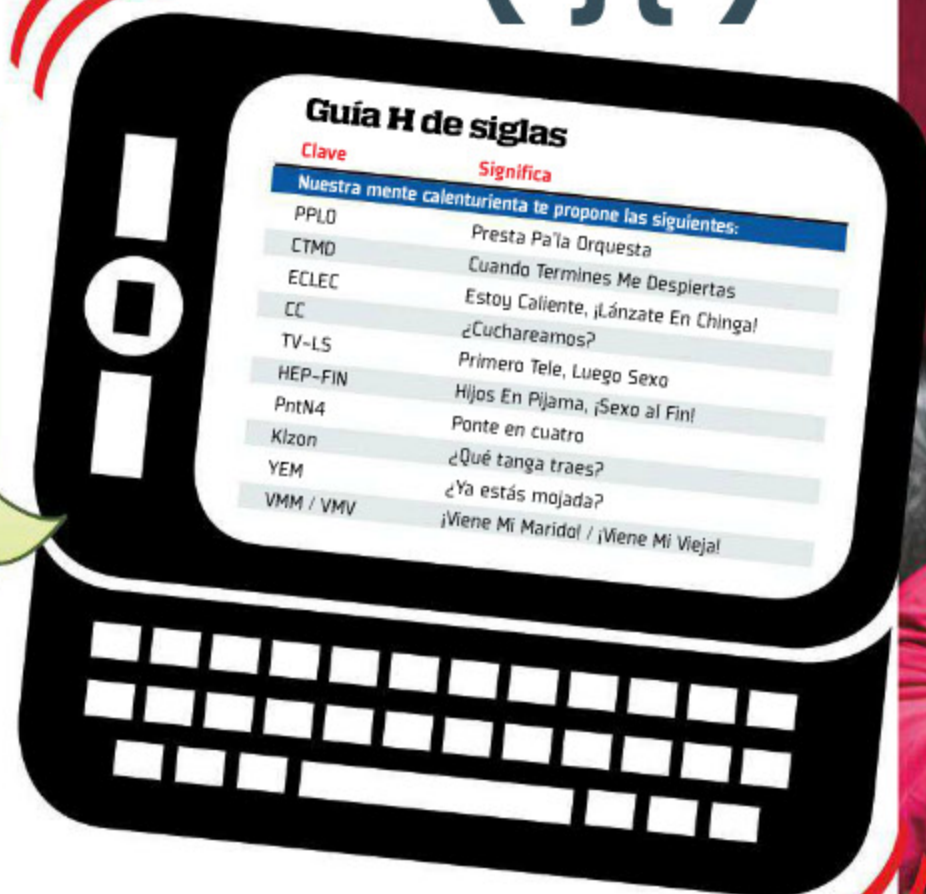 Guía H de siglas
Clave Significa
Nuestra mente calenturienta te propone las siguientes:
PPLO Presta Pa'la Orquesta
CTMD Cuando Termines Me Despiertas
ECLEC Estoy Caliente, ¡Lánzate En Chinga!
CC ¿Cuchareamos?
TV-LS Primero Tele, Luego Sexo
HEP-FIN Hijos En Pijama, ¡Sexo al Fin!
PntN4 Ponte en cuatro
Klzon ¿Qué tanga traes?
YEM ¿Ya estás mojada?
VMM / VMV ¡Viene Mi Marido! / ¡Viene Mi Vieja!